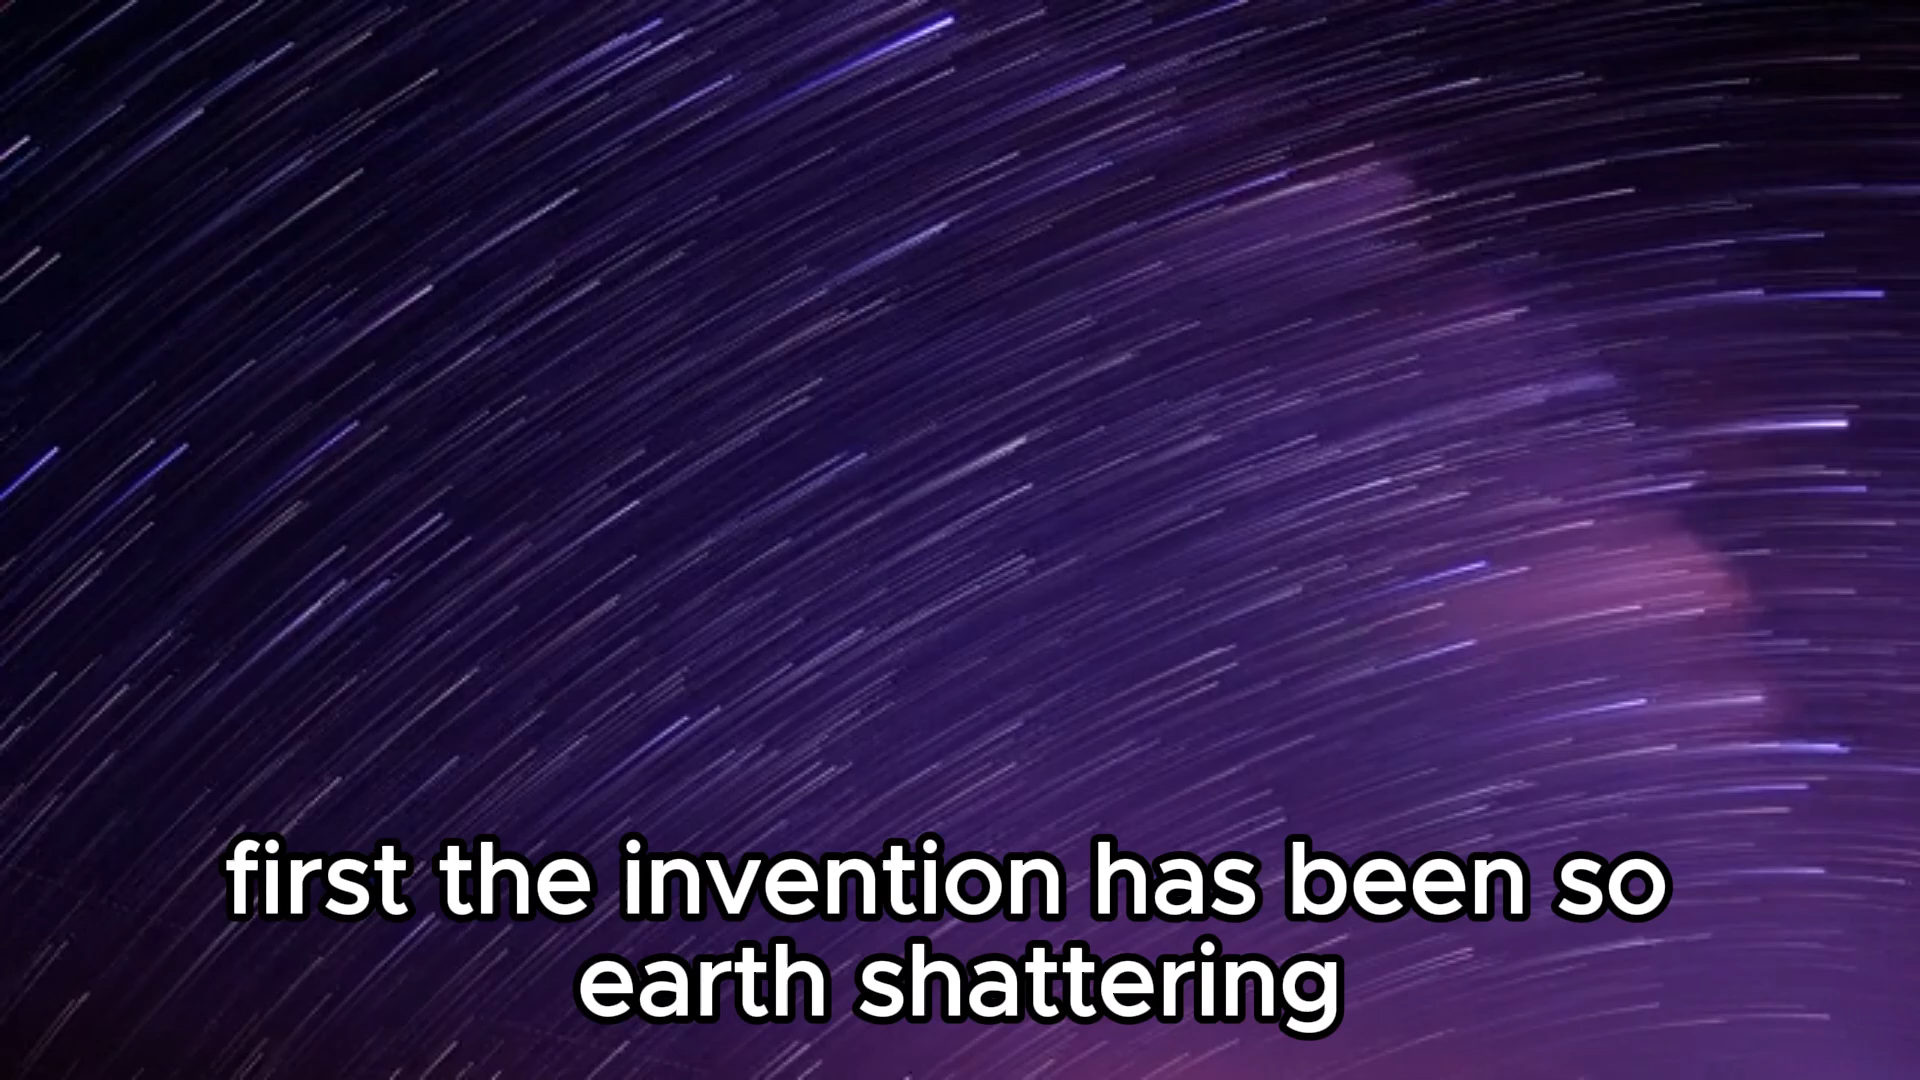 first the invention has been so
earth shattering